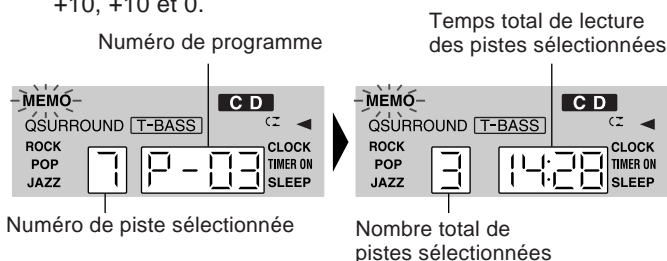 +10, +10 et 0.
Numéro de programme
Temps total de lecture
des pistes sélectionnées
MEMO
CD
QSURROUND T-BASS
ROCK
POP
JAZZ
7 P-03
CLOCK
TIMER ON
SLEEP
MEMO
CD
QSURROUND T-BASS
ROCK
POP
JAZZ
3 14:28
CLOCK
TIMER ON
SLEEP
Numéro de piste sélectionnée
Nombre total de
pistes sélectionnées